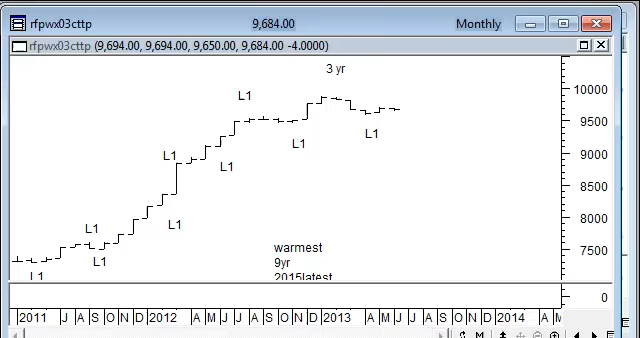 rfpwx03cttp 9,684.00 Monthly
rfpwx03cttp (9,694.00, 9,694.00, 9,650.00, 9,684.00 -4.0000)
3 yr
10000
L1
9500
L1
L1
L1
9000
L1
8500
L1
L1
8000
warmest
7500
L1
9yr
L1
2015latest
0
2011 J A S O N D 2012 A M J J A S O N D 2013 A M J J A S O N D 2014 A M
M